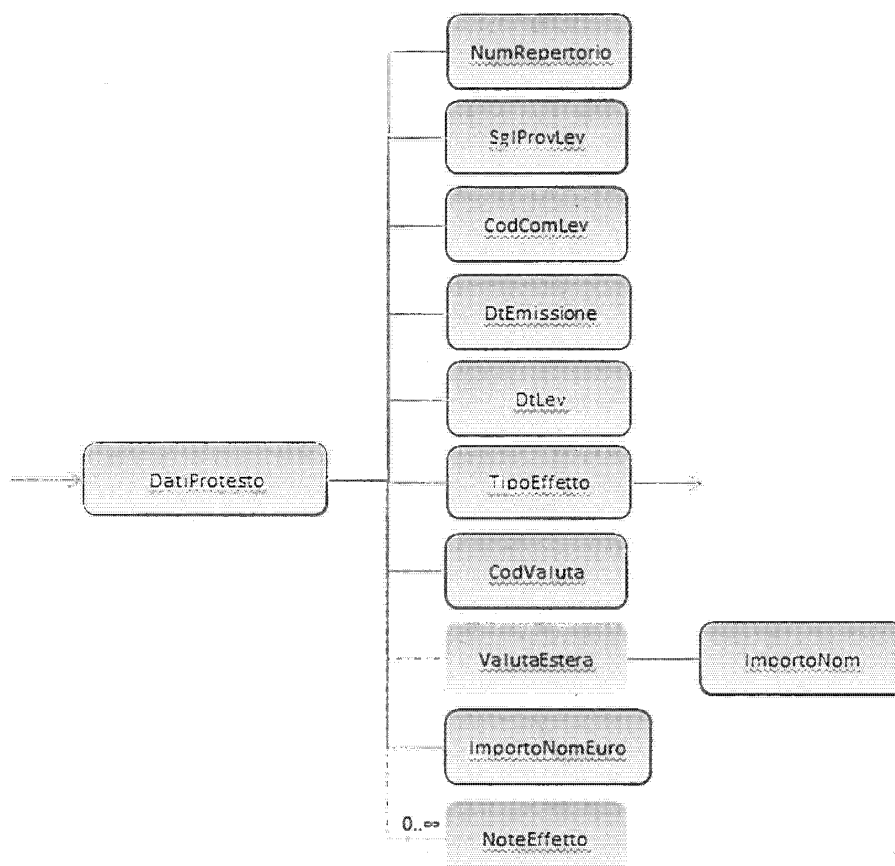 NumRepertorio
SglProvLev
CodComLev
DtEmissione
DtLev
DatiProtesto
TipoEffetto
CodValuta
ValutaEstera
ImportoNom
ImportoNomEuro
0..∞
NoteEffetto